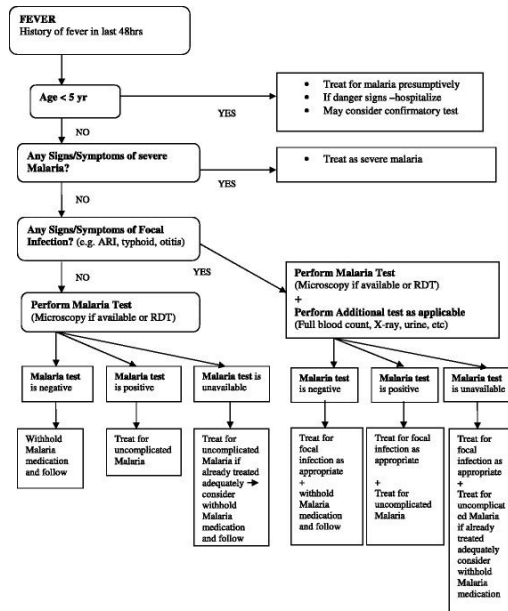 FEVER
History of fever in last 48hrs
Age < 5 yr
YES
• Treat for malaria presumptively
• If danger signs –hospitalize
• May consider confirmatory test
NO
Any Signs/Symptoms of severe
Malaria?
YES
• Treat as severe malaria
NO
Any Signs/Symptoms of Focal
Infection? (e.g. ARI, typhoid, otitis)
NO
YES
Perform Malaria Test
(Microscopy if available or RDT)
Perform Malaria Test
(Microscopy if available or RDT)
+
Perform Additional test as applicable
(Full blood count, X-ray, urine, etc)
Malaria test
is negative
Malaria test
is positive
Malaria test is
unavailable
Malaria test
is negative
Malaria test
is positive
Malaria test
is unavailable
Withhold
Malaria
medication
and follow
Treat for
uncomplicated
Malaria
Treat for
uncomplicated
Malaria if
already treated
adequately →
consider
withhold
Malaria
medication
and follow
Treat for
focal
infection as
appropriate
+
withhold
Malaria
medication
and follow
Treat for focal
infection as
appropriate
+
Treat for
uncomplicated
Malaria
Treat for
focal
infection as
appropriate)
+
Treat for
uncomplicat
ed Malaria
if already
treated
adequately
consider
withhold
Malaria
medication